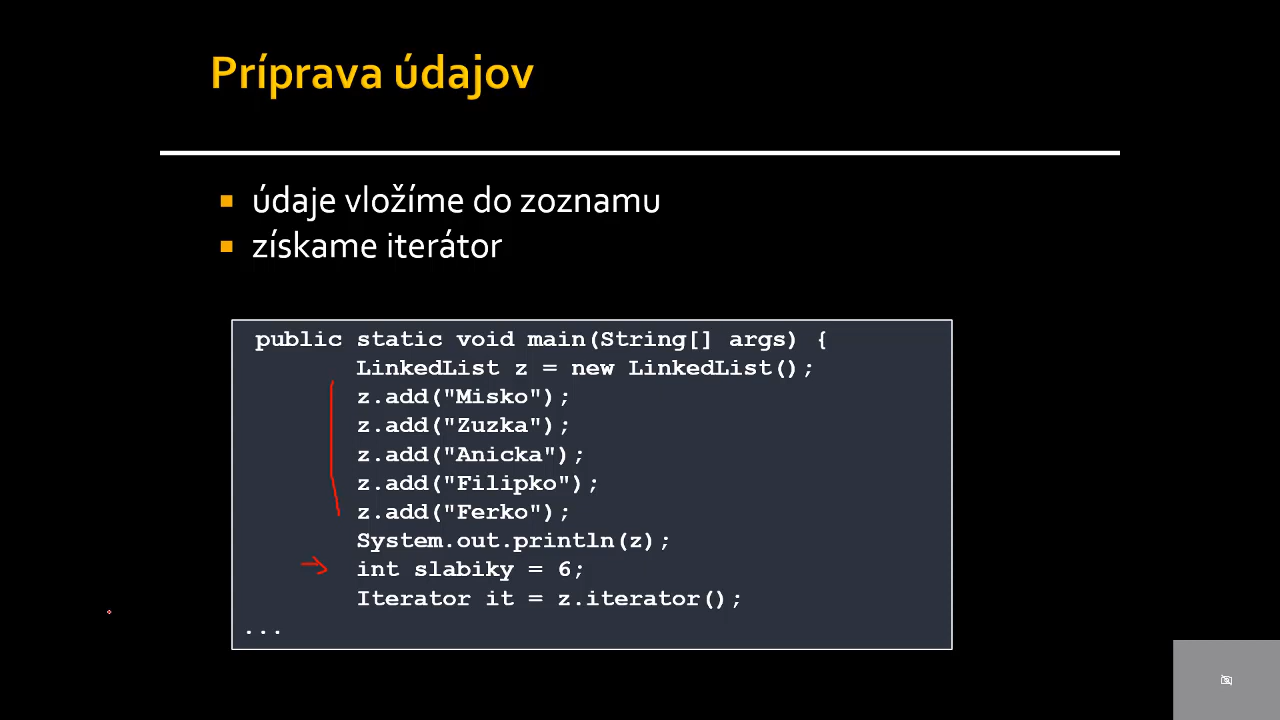 Príprava údajov
údaje vložíme do zoznamu
získame iterátor
public static void main(String[] args) {
LinkedList z = new LinkedList();
z.add("Misko");
z.add("Zuzka");
z.add("Anicka");
z.add("Filipko");
z.add("Ferko");
System.out.println(z);
int slabiky = 6;
Iterator it = z.iterator();
...